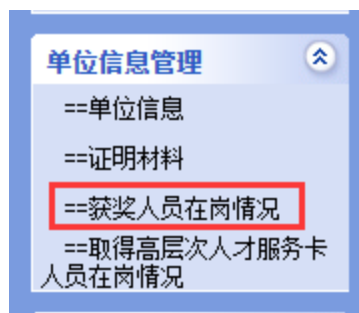 单位信息管理
==单位信息
==证明材料
==获奖人员在岗情况
==取得高层次人才服务卡
人员在岗情况